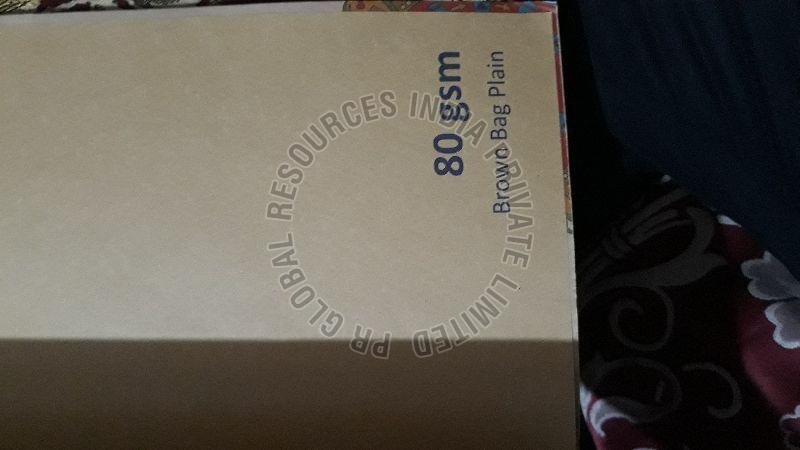 80 gsm
Brown Bag Plain
PR GLOBAL RESOURCES INDIA PRIVATE LIMITED